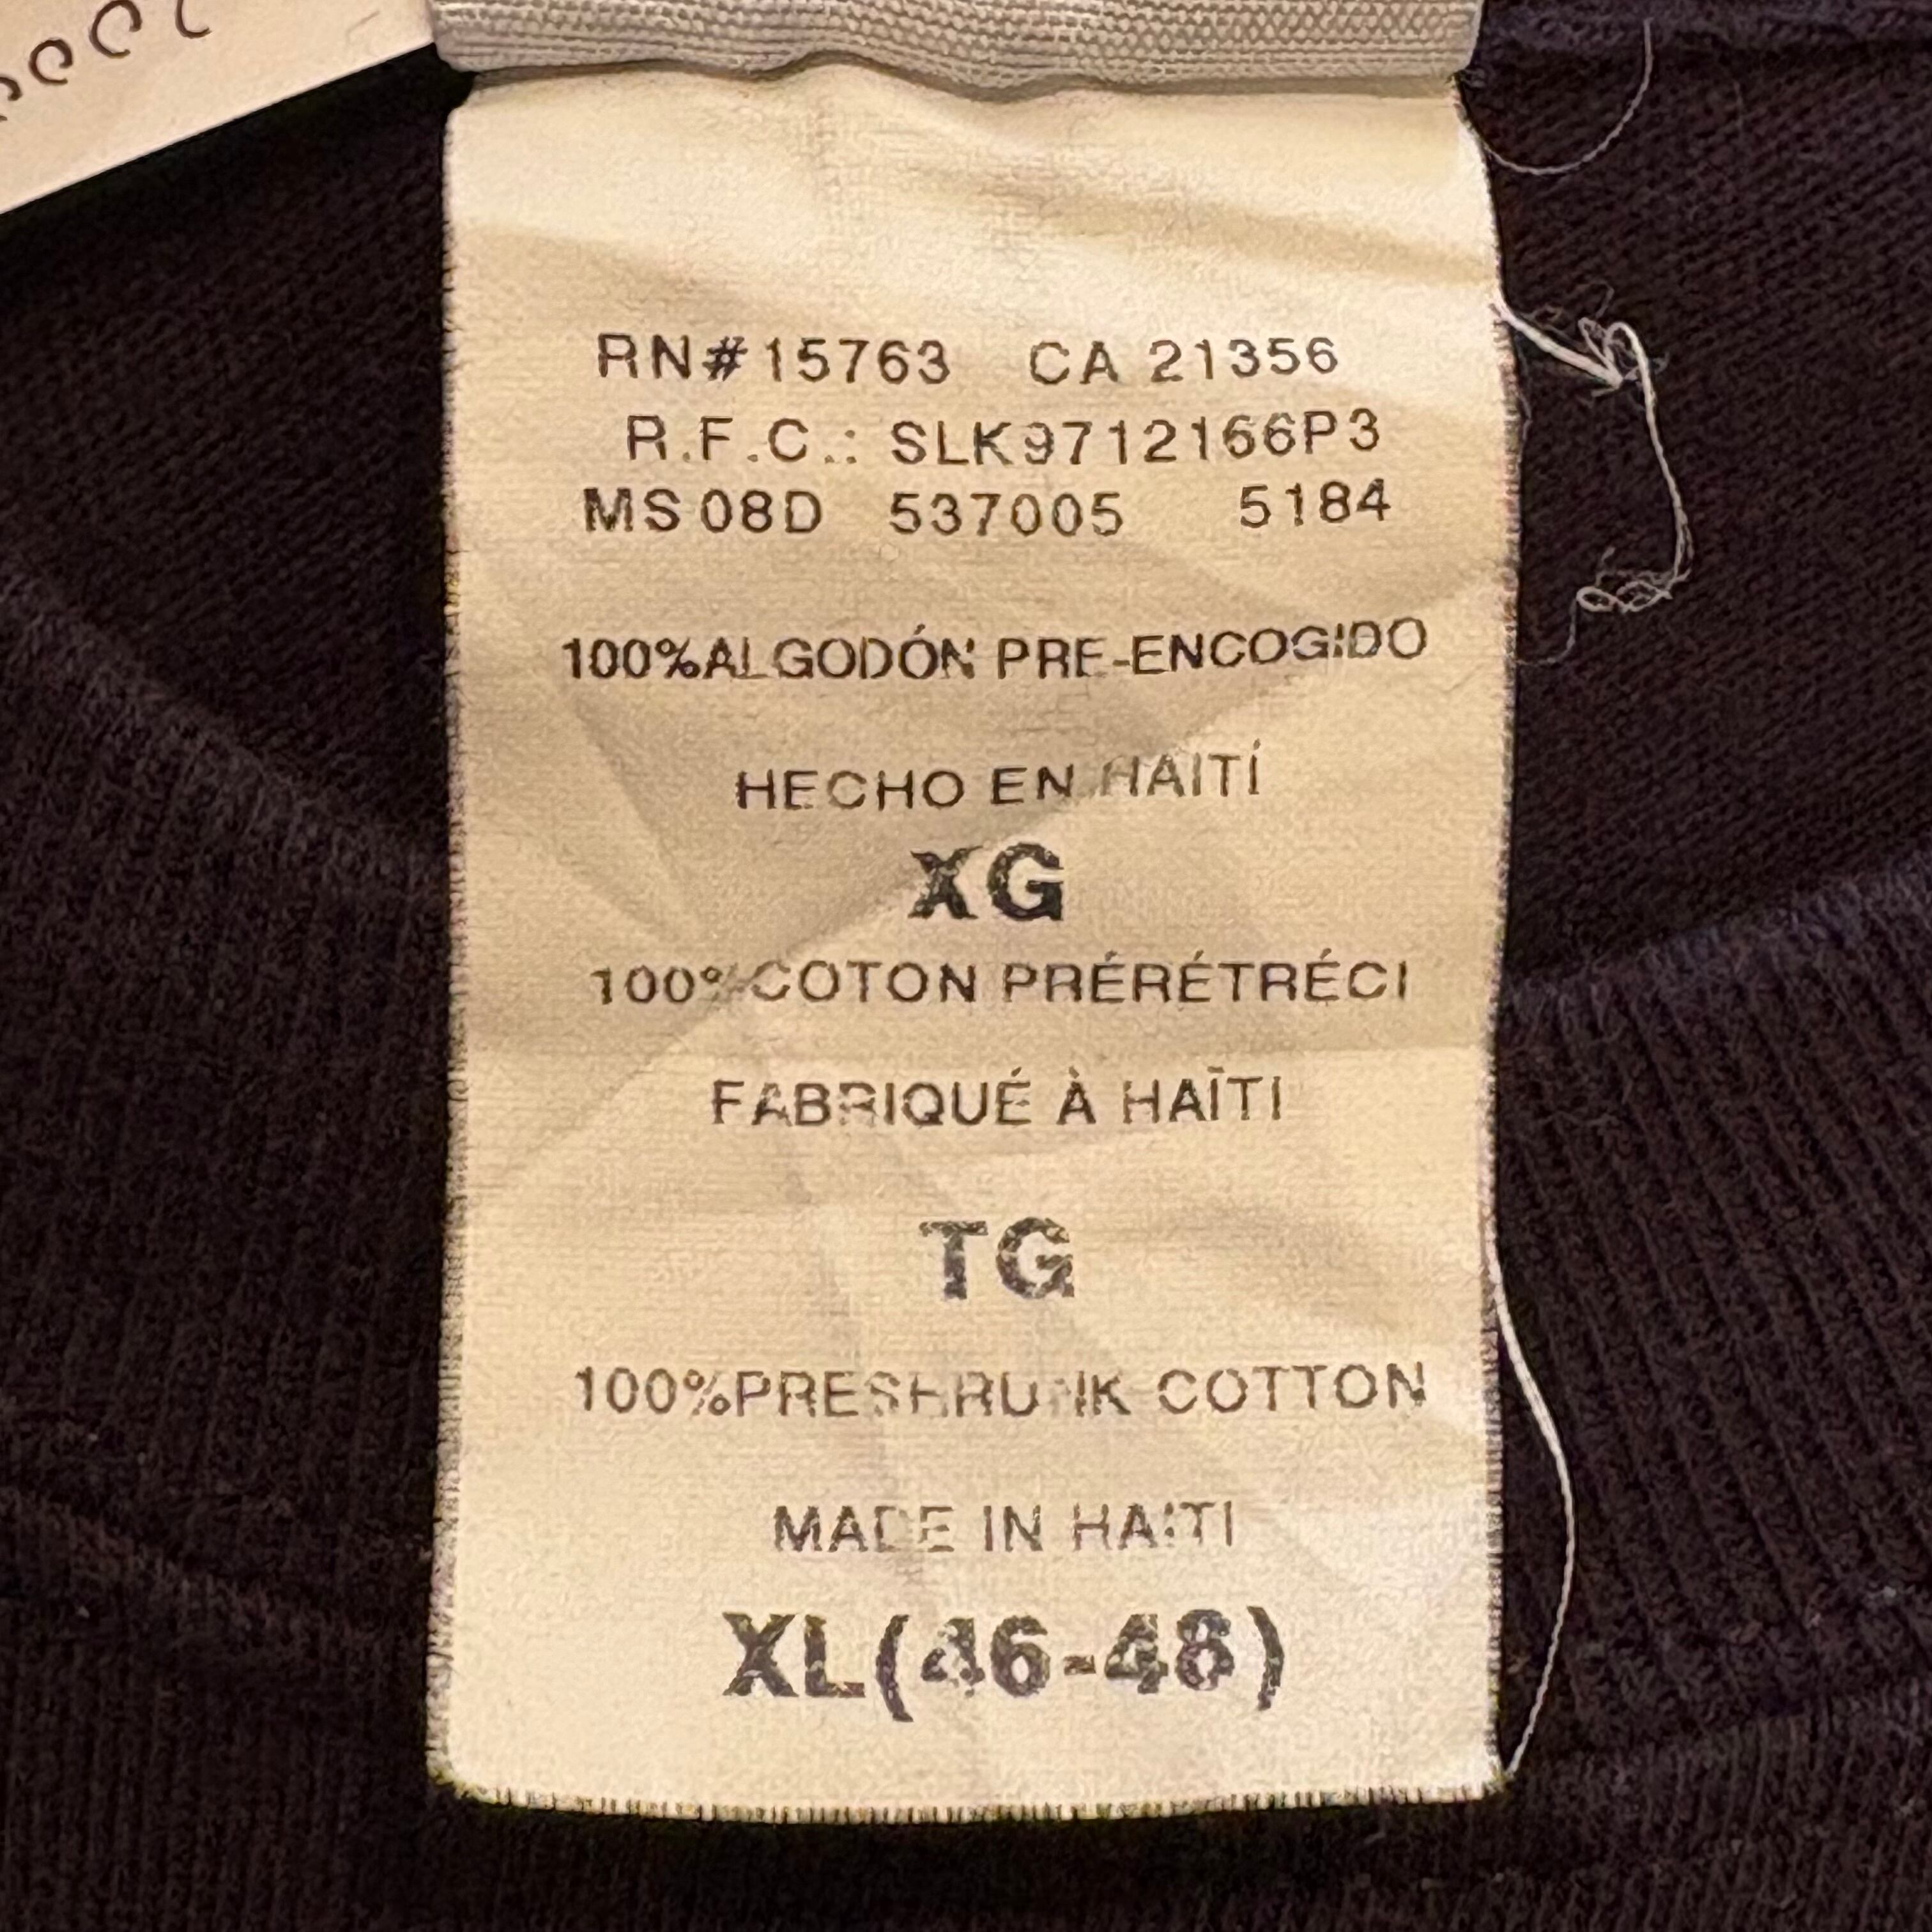 RN#15763 CA 21356
R.F.C.: SLK9712166P3
MS 08D 537005 5184
100%ALGODÓN PRE-ENCOGIDO
HECHO EN HAITÍ
XG
100%COTON PRÉRÉTRÉCI
FABRIQUÉ À HAÏTI
TG
100%PRESHRUNK COTTON
MADE IN HAITI
XL(46-48)